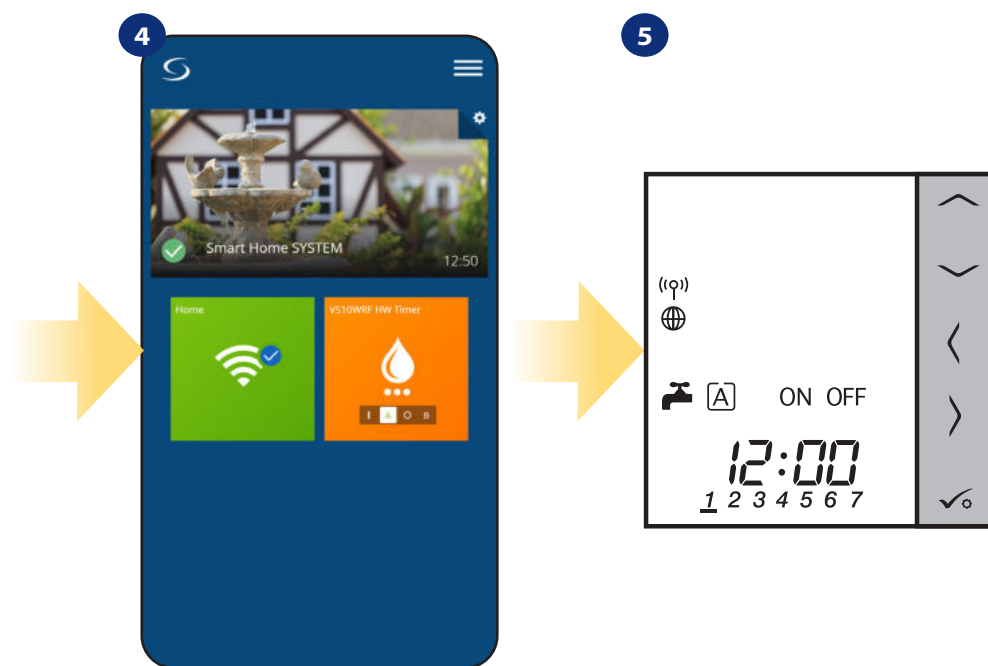 4
5
Smart Home SYSTEM
12:50
Home
VS10WRF HW Timer
I A O B
A ON OFF
12:00
1 2 3 4 5 6 7